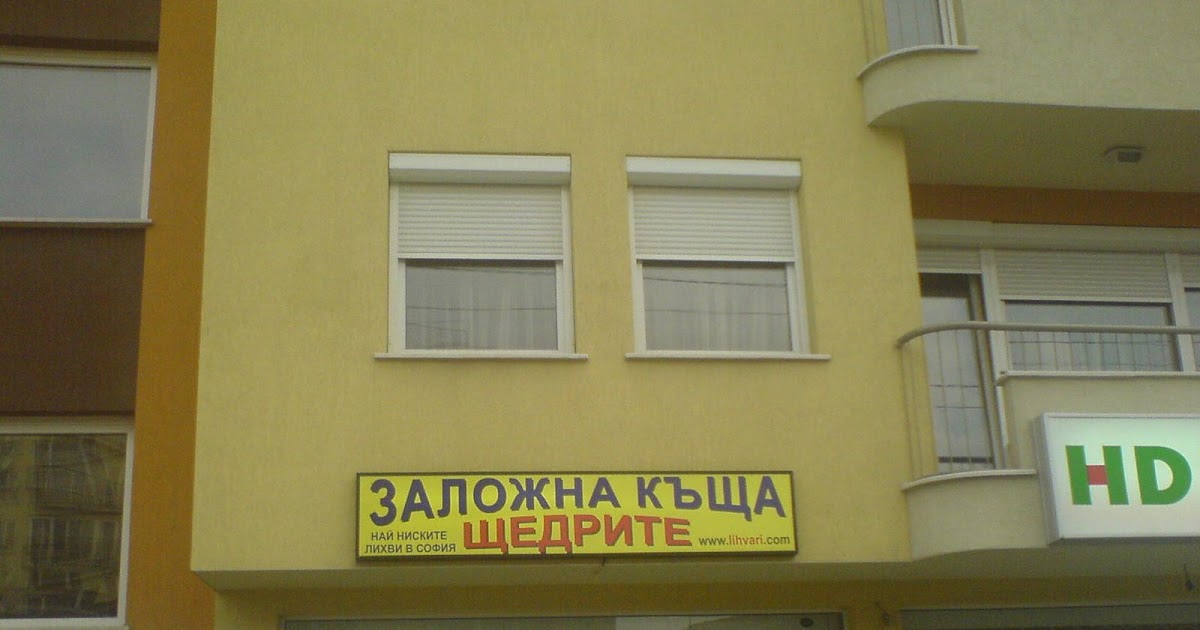 ЗАЛОЖНА КЪЩА
НАЙ НИСКИТЕ
ЛИХВИ В СОФИЯ
ЩЕДРИТЕ
www.lihvari.com
HD